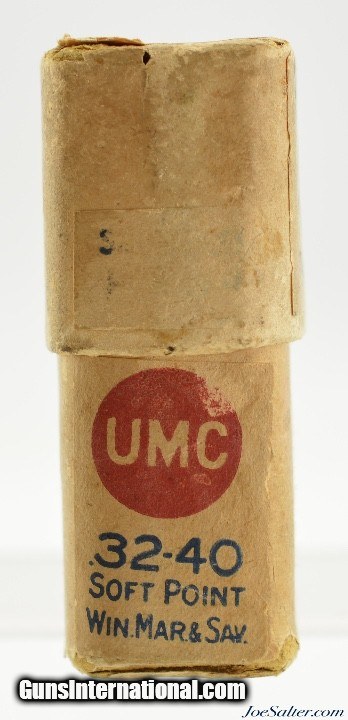 UMC
.32-40
SOFT POINT
WIN. MAR. & SAV.
GunsInternational.com
JoeSalter.com